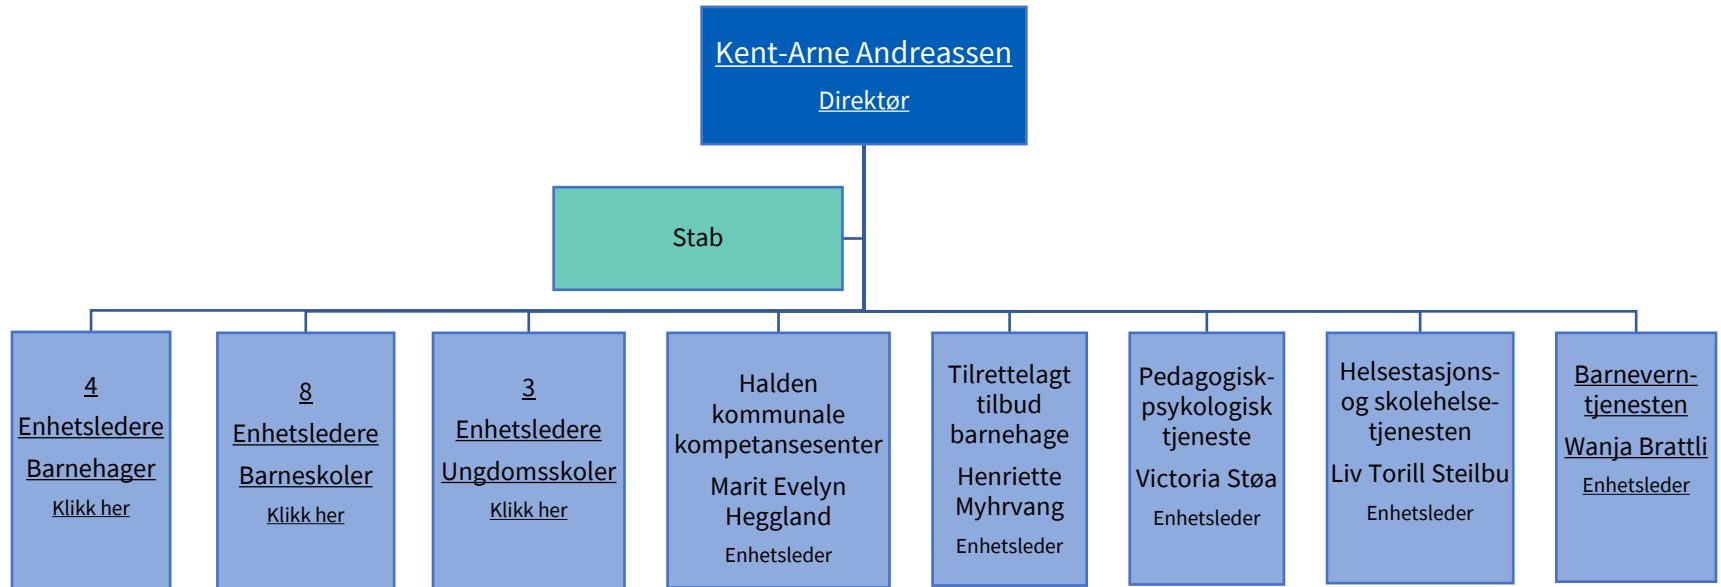 Kent-Arne Andreassen
Direktør
Stab
4
Enhetsledere
Barnehager
Klikk her
8
Enhetsledere
Barneskoler
Klikk her
3
Enhetsledere
Ungdomsskoler
Klikk her
Halden
kommunale
kompetansesenter
Marit Evelyn
Heggland
Enhetsleder
Tilrettelagt
tilbud
barnehage
Henriette
Myhrvang
Enhetsleder
Pedagogisk-
psykologisk
tjeneste
Victoria Støa
Enhetsleder
Helsestasjons-
og skolehelse-
tjenesten
Liv Torill Steilbu
Enhetsleder
Barnevern-
tjenesten
Wanja Brattli
Enhetsleder